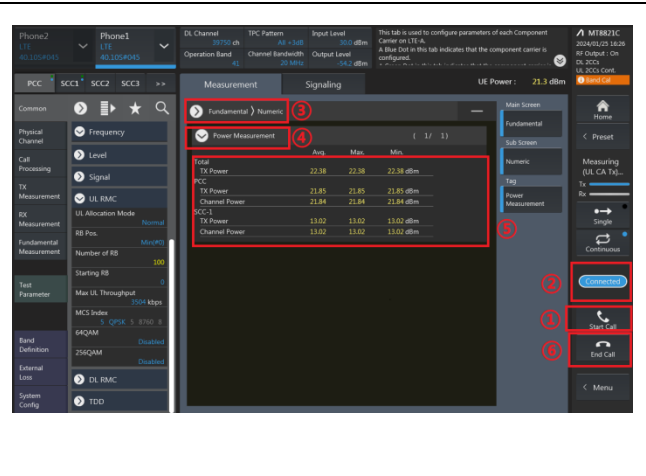 Phone2
LTE
40.105#045
Phone1
LTE
40.105#045
DL Channel
39750 ch
TPC Pattern
All +3dB
Input Level
30.0 dBm
Operation Band
41
Channel Bandwidth
20 MHz
Output Level
-54.2 dBm
This tab is used to configure parameters of each Component
Carrier on LTE-A.
A Blue Dot in this tab indicates that the component carrier is
configured.
MT8821C
2024/01/25 16:26
RF Output : On
DL 2CCs
UL 2CCs Cont.
Band Cal
PCC SCC1 SCC2 SCC3 >>
Measurement
Signaling
UE Power : 21.3 dBm
Common
Physical
Channel
Call
Processing
TX
Measurement
RX
Measurement
Fundamental
Measurement
Test
Parameter
Band
Definition
External
Loss
System
Config
Frequency
Level
Signal
UL RMC
UL Allocation Mode
Normal
RB Pos.
Min(#0)
Number of RB
100
Starting RB
0
Max UL Throughput
3504 kbps
MCS Index
5 QPSK 5 8760 8
64QAM
Disabled
256QAM
Disabled
DL RMC
TDD
Fundamental 〉 Numeric
③
Power Measurement
④
( 1/ 1)
Avg. Max. Min.
Total
TX Power 22.38 22.38 22.38 dBm
PCC
TX Power 21.85 21.85 21.85 dBm
Channel Power 21.84 21.84 21.84 dBm
SCC-1
TX Power 13.02 13.02 13.02 dBm
Channel Power 13.02 13.02 13.02 dBm
⑤
Main Screen
Fundamental
Sub Screen
Numeric
Tag
Power
Measurement
Home
< Preset
Measuring
(UL CA Tx)...
Tx
Rx
Single
Continuous
② Connected
①
Start Call
⑥
End Call
< Menu